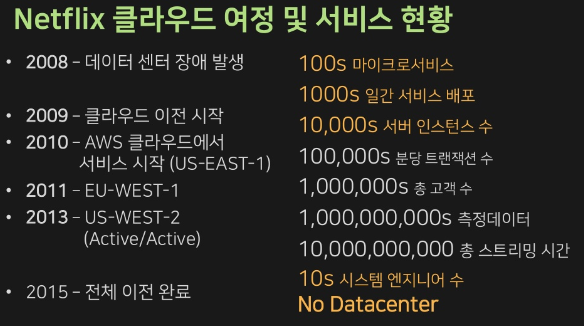 Netflix 클라우드 여정 및 서비스 현황
• 2008 – 데이터 센터 장애 발생
• 2009 – 클라우드 이전 시작
• 2010 – AWS 클라우드에서
서비스 시작 (US-EAST-1)
• 2011 – EU-WEST-1
• 2013 – US-WEST-2
(Active/Active)
• 2015 – 전체 이전 완료
100s 마이크로서비스
1000s 일간 서비스 배포
10,000s 서버 인스턴스 수
100,000s 분당 트랜잭션 수
1,000,000s 총 고객 수
1,000,000,000s 측정데이터
10,000,000,000 총 스트리밍 시간
10s 시스템 엔지니어 수
No Datacenter